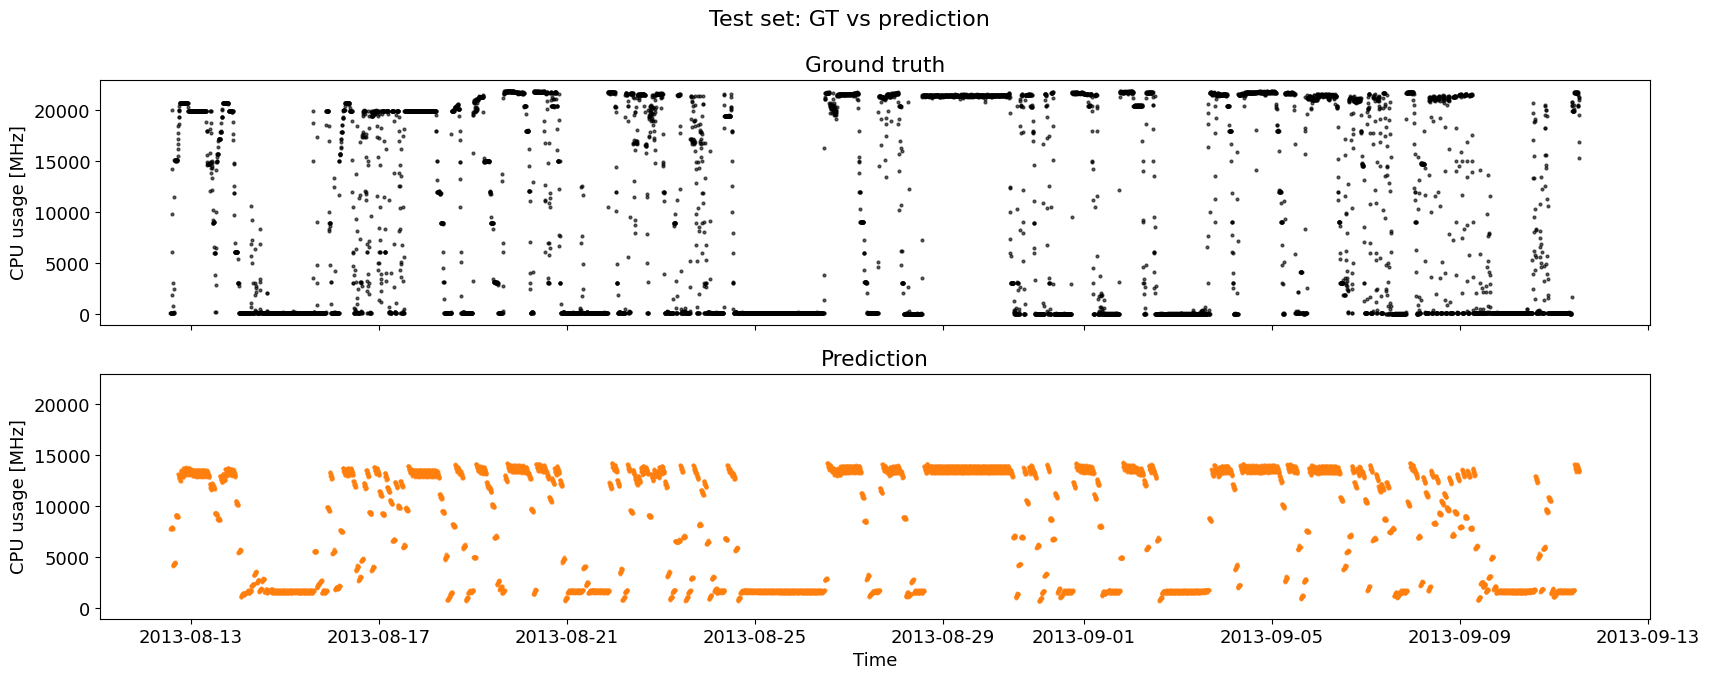 Test set: GT vs prediction
Ground truth
CPU usage [MHz]
20000
15000
10000
5000
0
Prediction
CPU usage [MHz]
20000
15000
10000
5000
0
2013-08-13 2013-08-17 2013-08-21 2013-08-25 2013-08-29 2013-09-01 2013-09-05 2013-09-09 2013-09-13
Time